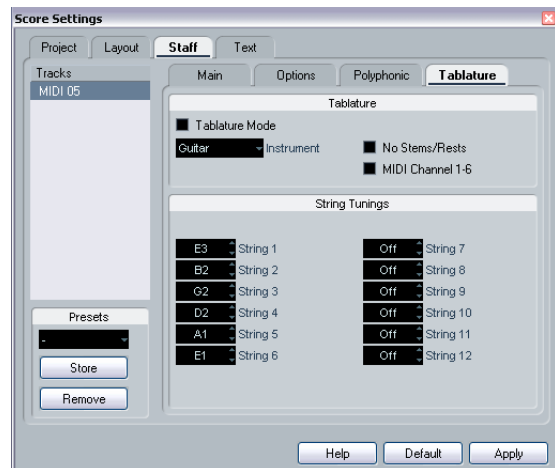 Score Settings
Project Layout Staff Text
Tracks
MIDI 05
Main Options Polyphonic Tablature
Tablature
Tablature Mode
Guitar Instrument No Stems/Rests
MIDI Channel 1-6
String Tunings
E3 String 1 Off String 7
B2 String 2 Off String 8
G2 String 3 Off String 9
D2 String 4 Off String 10
A1 String 5 Off String 11
E1 String 6 Off String 12
Presets
-
Store
Remove
Help Default Apply